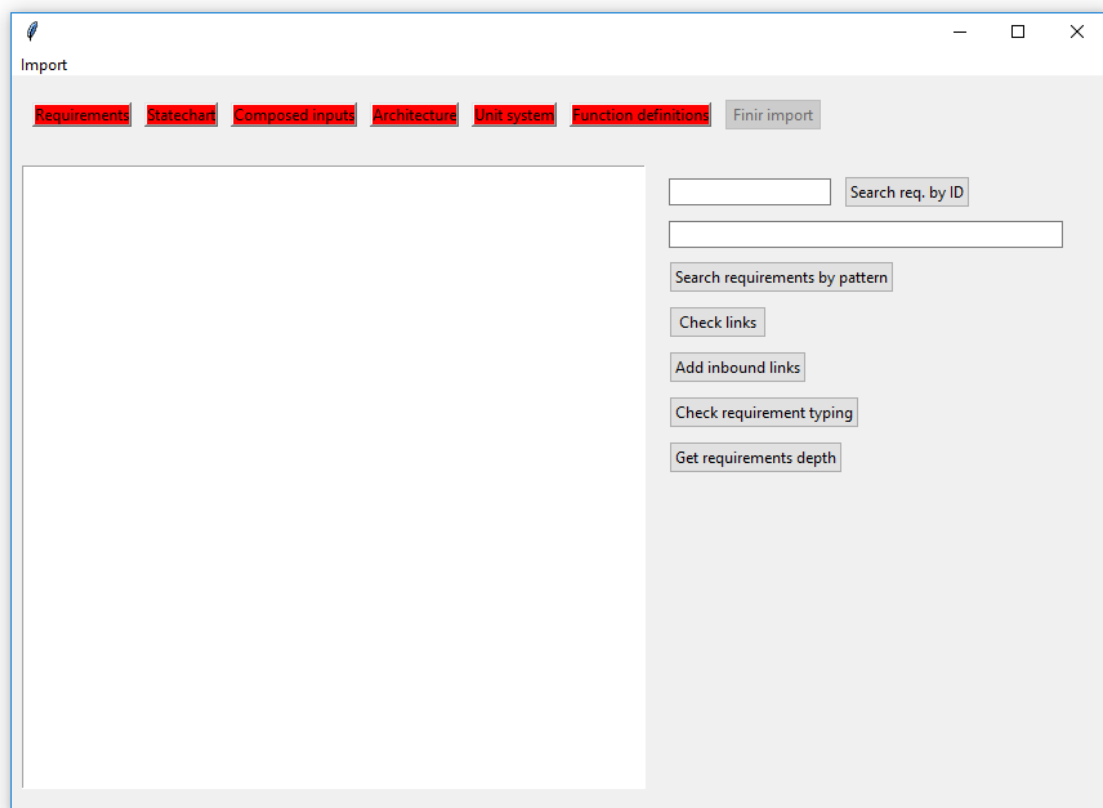 Import
Requirements Statechart Composed inputs Architecture Unit system Function definitions Finir import
Search req. by ID
Search requirements by pattern
Check links
Add inbound links
Check requirement typing
Get requirements depth